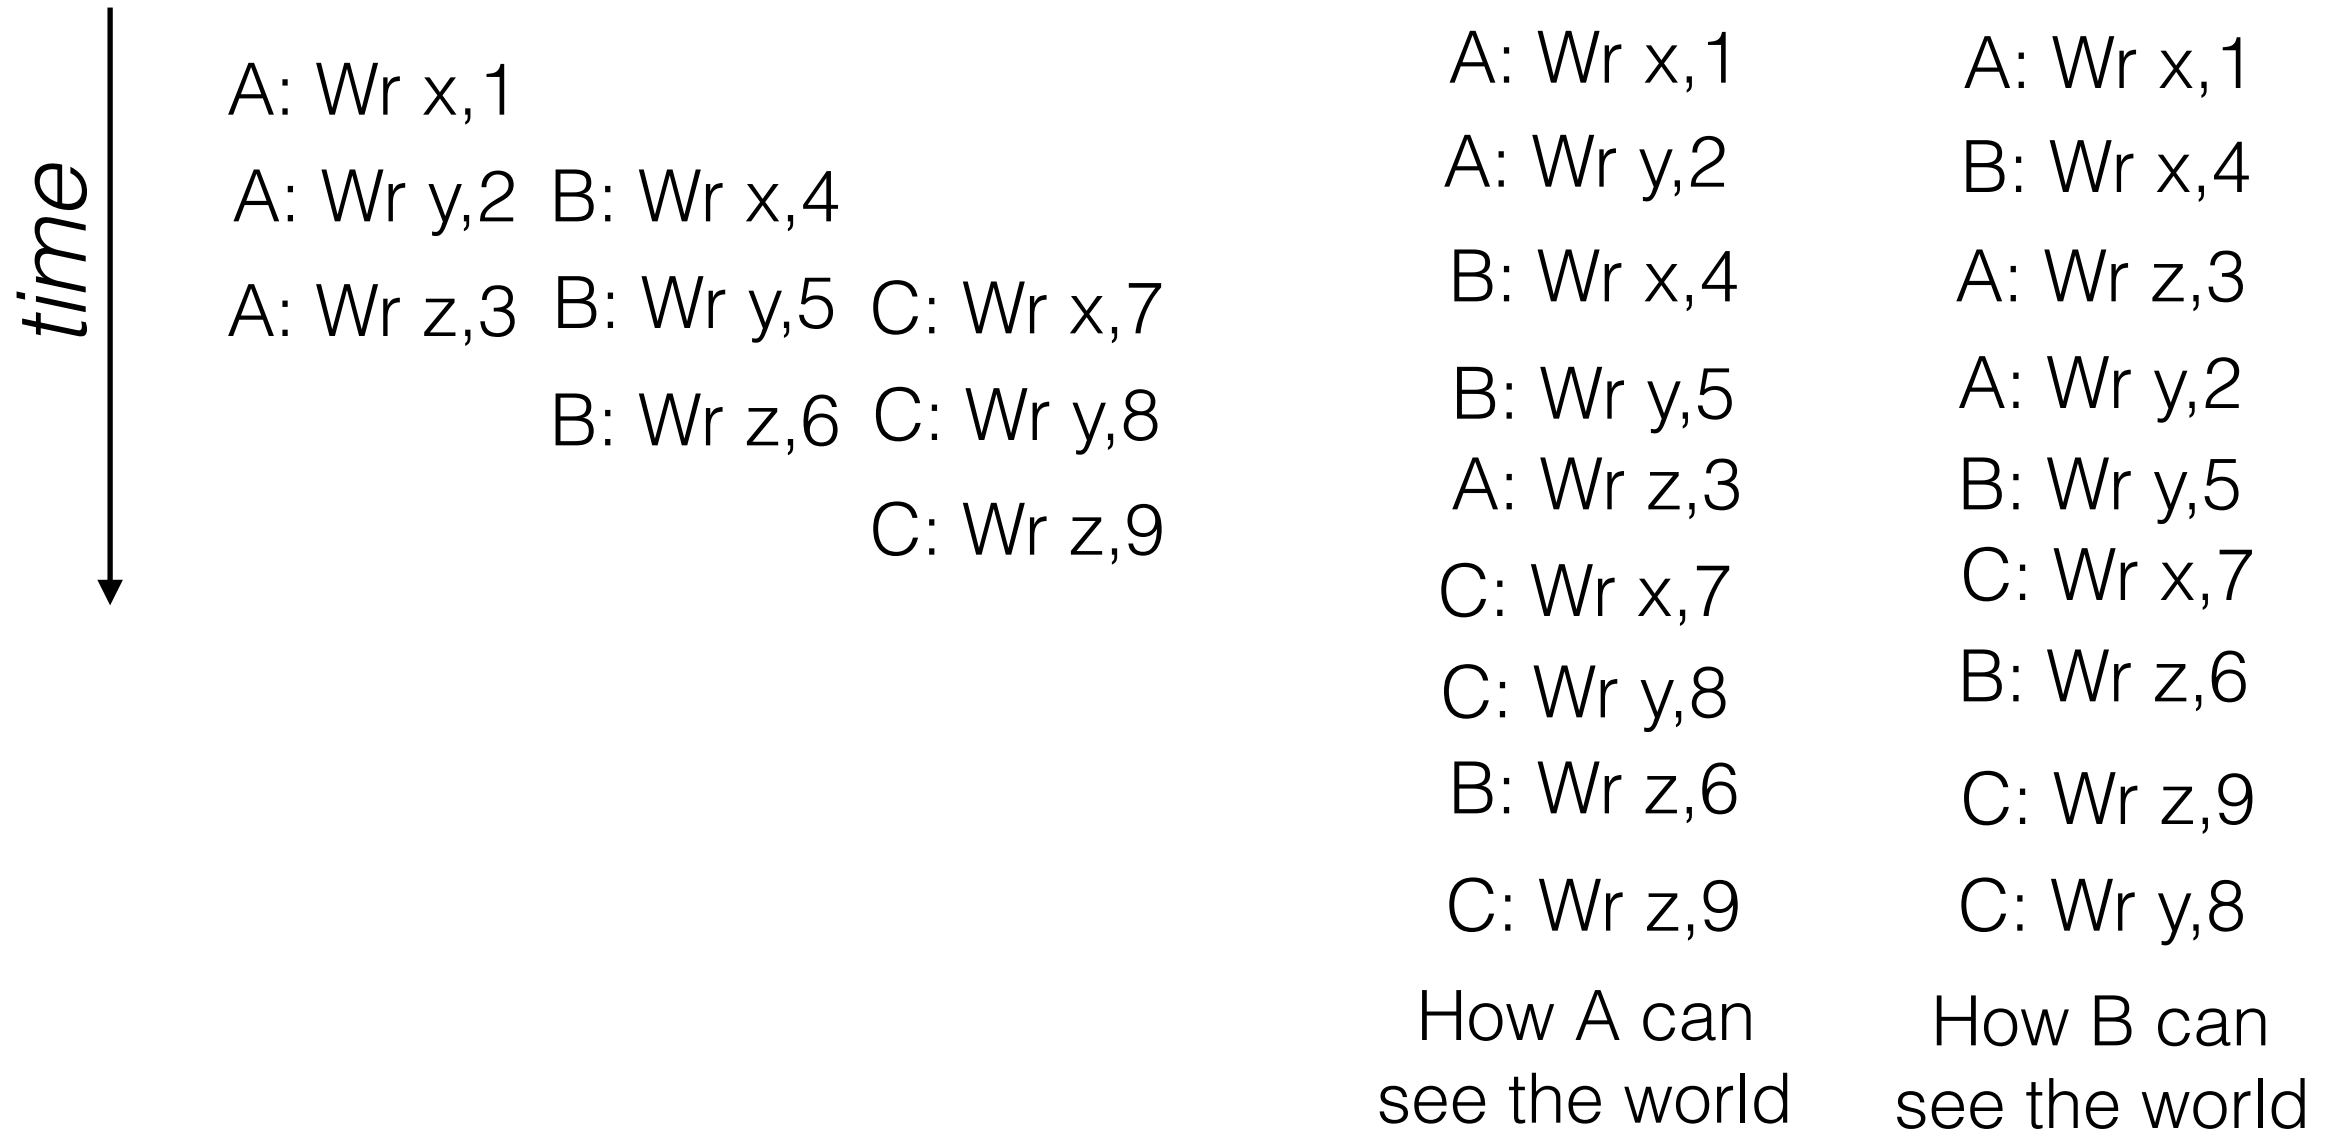 time
A: Wr x,1
A: Wr y,2 B: Wr x,4
A: Wr z,3 B: Wr y,5 C: Wr x,7
B: Wr z,6 C: Wr y,8
C: Wr z,9
A: Wr x,1
A: Wr y,2
B: Wr x,4
B: Wr y,5
A: Wr z,3
C: Wr x,7
C: Wr y,8
B: Wr z,6
C: Wr z,9
How A can
see the world
A: Wr x,1
B: Wr x,4
A: Wr z,3
A: Wr y,2
B: Wr y,5
C: Wr x,7
B: Wr z,6
C: Wr z,9
C: Wr y,8
How B can
see the world